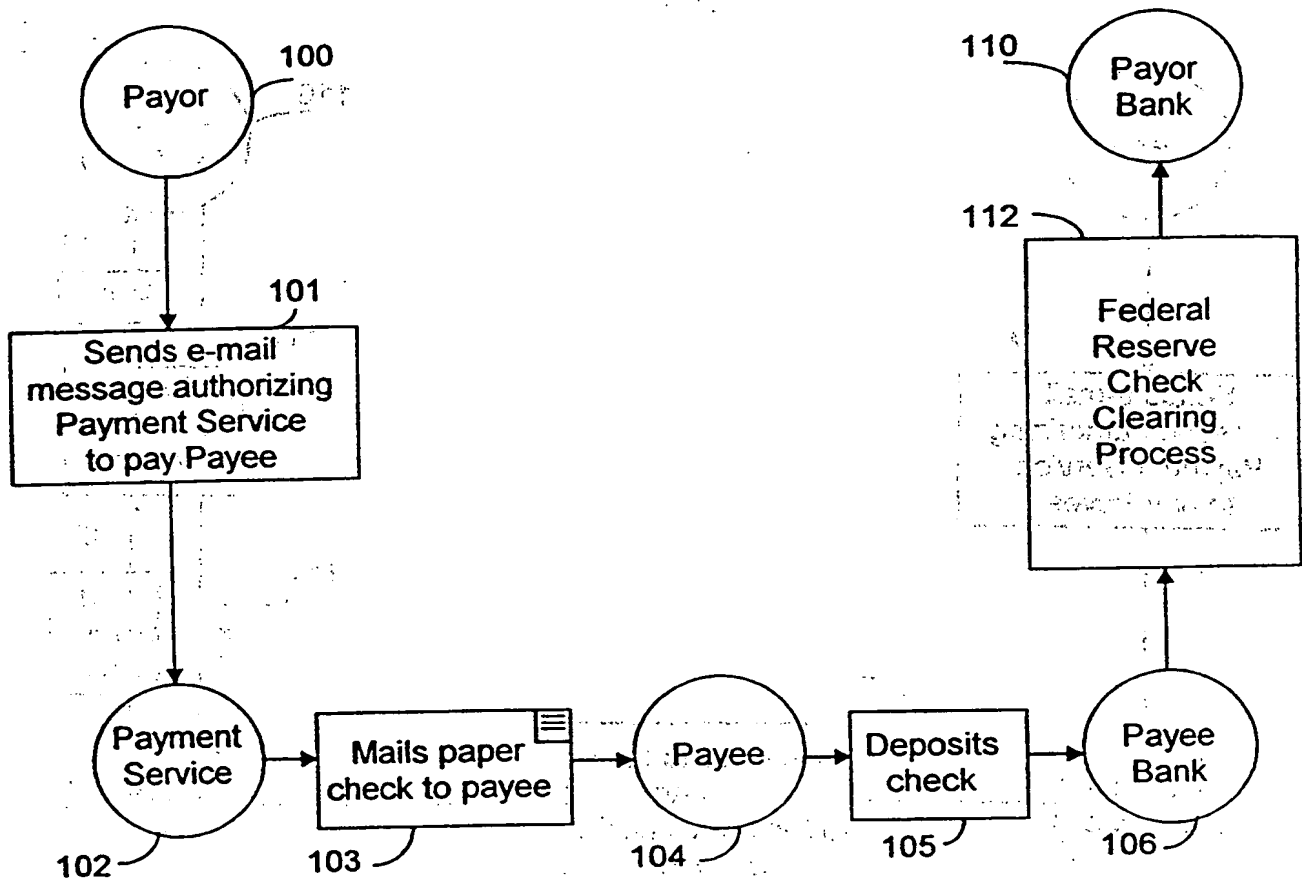 100
Payor
110
Payor
Bank
112
101
Sends e-mail
message authorizing
Payment Service
to pay Payee
Federal
Reserve
Check
Clearing
Process
Payment
Service
Mails paper
check to payee
Payee
Deposits
check
Payee
Bank
102
103
104
105
106